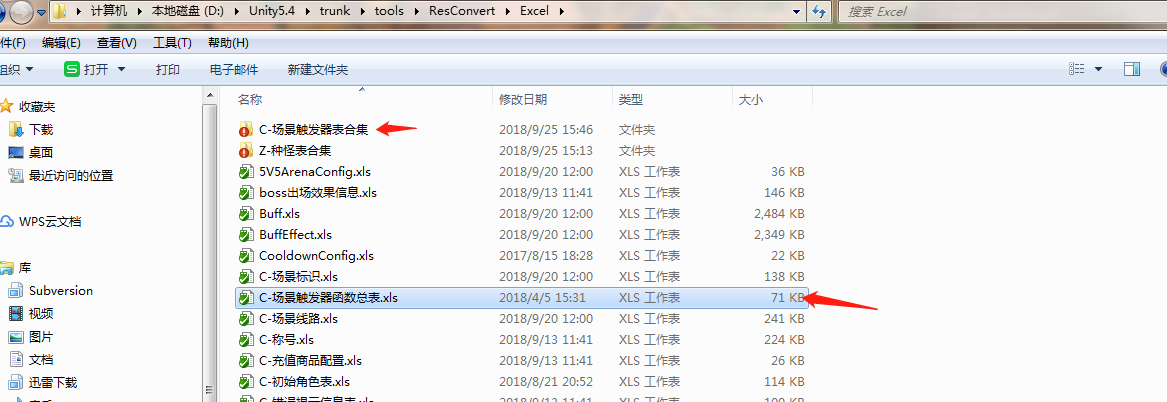 计算机 本地磁盘 (D:) Unity5.4 trunk tools ResConvert Excel 搜索 Excel
件(F) 编辑(E) 查看(V) 工具(T) 帮助(H)
组织 打开 打印 电子邮件 新建文件夹
收藏夹
下载
桌面
最近访问的位置
WPS云文档
库
Subversion
视频
图片
文档
迅雷下载
名称 修改日期 类型 大小
C-场景触发器表合集 2018/9/25 15:46 文件夹
Z-种怪表合集 2018/9/25 15:13 文件夹
5V5ArenaConfig.xls 2018/9/20 12:00 XLS 工作表 36 KB
boss出场效果信息.xls 2018/9/13 11:41 XLS 工作表 146 KB
Buff.xls 2018/9/20 12:00 XLS 工作表 2,484 KB
BuffEffect.xls 2018/9/20 12:00 XLS 工作表 2,349 KB
CooldownConfig.xls 2017/8/15 18:28 XLS 工作表 22 KB
C-场景标识.xls 2018/9/20 12:00 XLS 工作表 138 KB
C-场景触发器函数总表.xls 2018/4/5 15:31 XLS 工作表 71 KB
C-场景线路.xls 2018/9/20 12:00 XLS 工作表 241 KB
C-称号.xls 2018/9/13 11:41 XLS 工作表 224 KB
C-充值商品配置.xls 2018/9/13 11:41 XLS 工作表 26 KB
C-初始角色表.xls 2018/8/21 20:52 XLS 工作表 114 KB